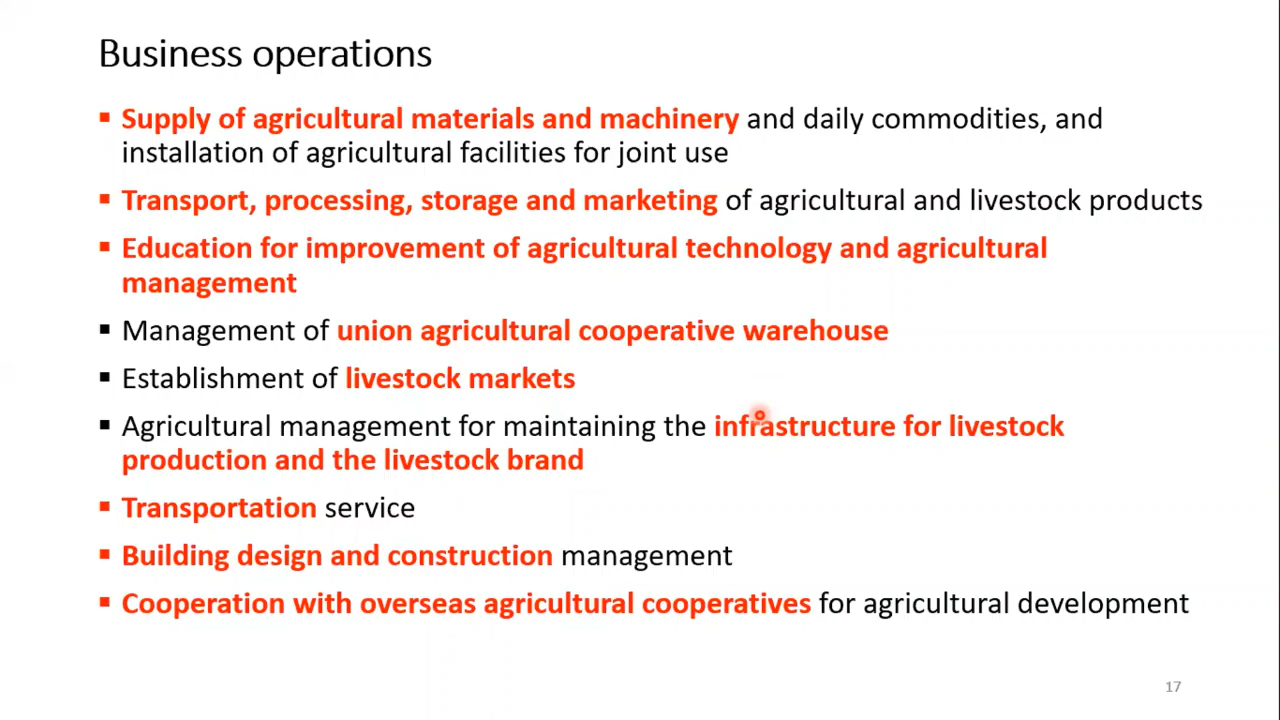 Business operations
▪ Supply of agricultural materials and machinery and daily commodities, and
installation of agricultural facilities for joint use
▪ Transport, processing, storage and marketing of agricultural and livestock products
▪ Education for improvement of agricultural technology and agricultural
management
▪ Management of union agricultural cooperative warehouse
▪ Establishment of livestock markets
▪ Agricultural management for maintaining the infrastructure for livestock
production and the livestock brand
▪ Transportation service
▪ Building design and construction management
▪ Cooperation with overseas agricultural cooperatives for agricultural development
17